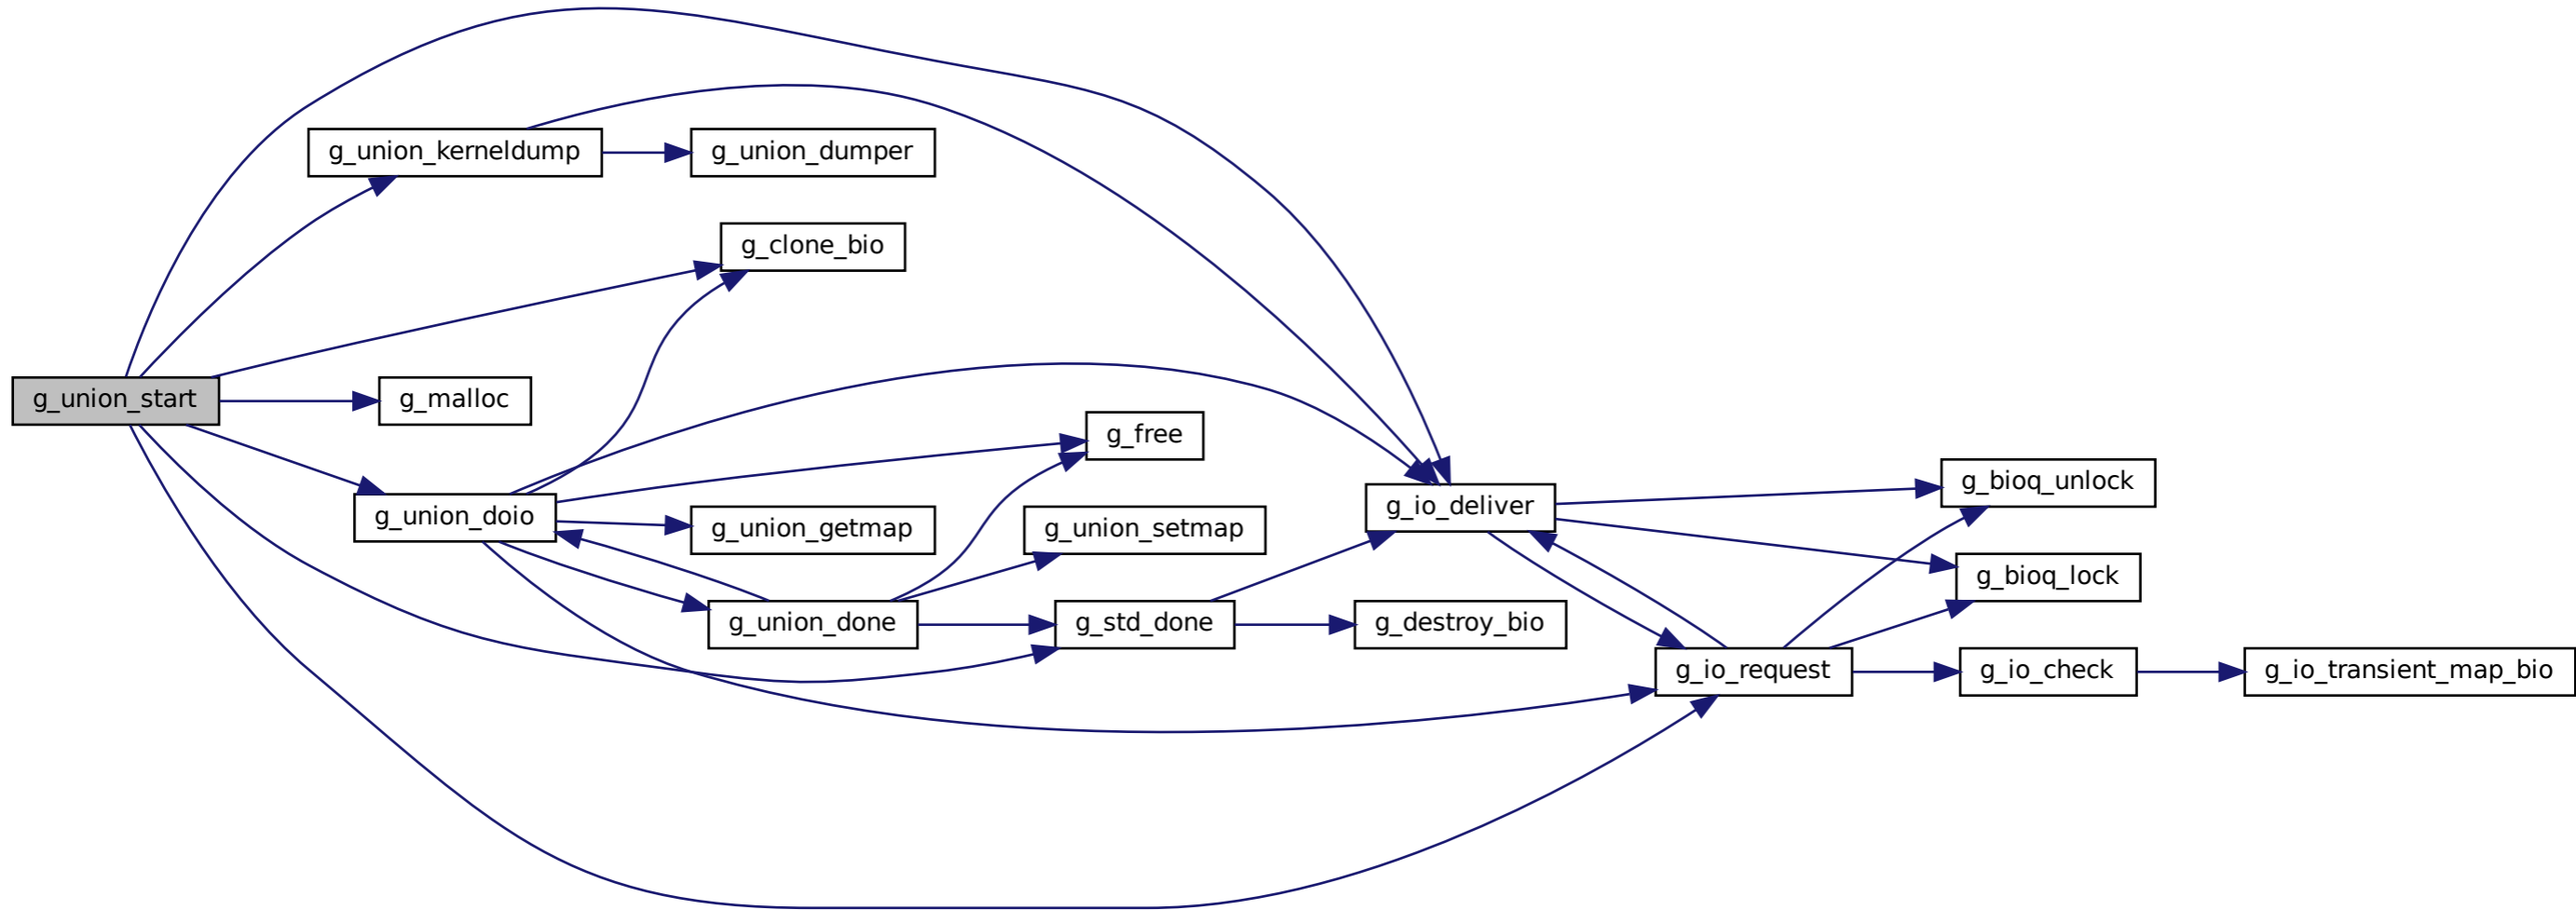 g_union_kerneldump
g_union_dumper
g_clone_bio
g_union_start
g_malloc
g_free
g_union_doio
g_union_getmap
g_union_setmap
g_io_deliver
g_bioq_unlock
g_bioq_lock
g_union_done
g_std_done
g_destroy_bio
g_io_request
g_io_check
g_io_transient_map_bio